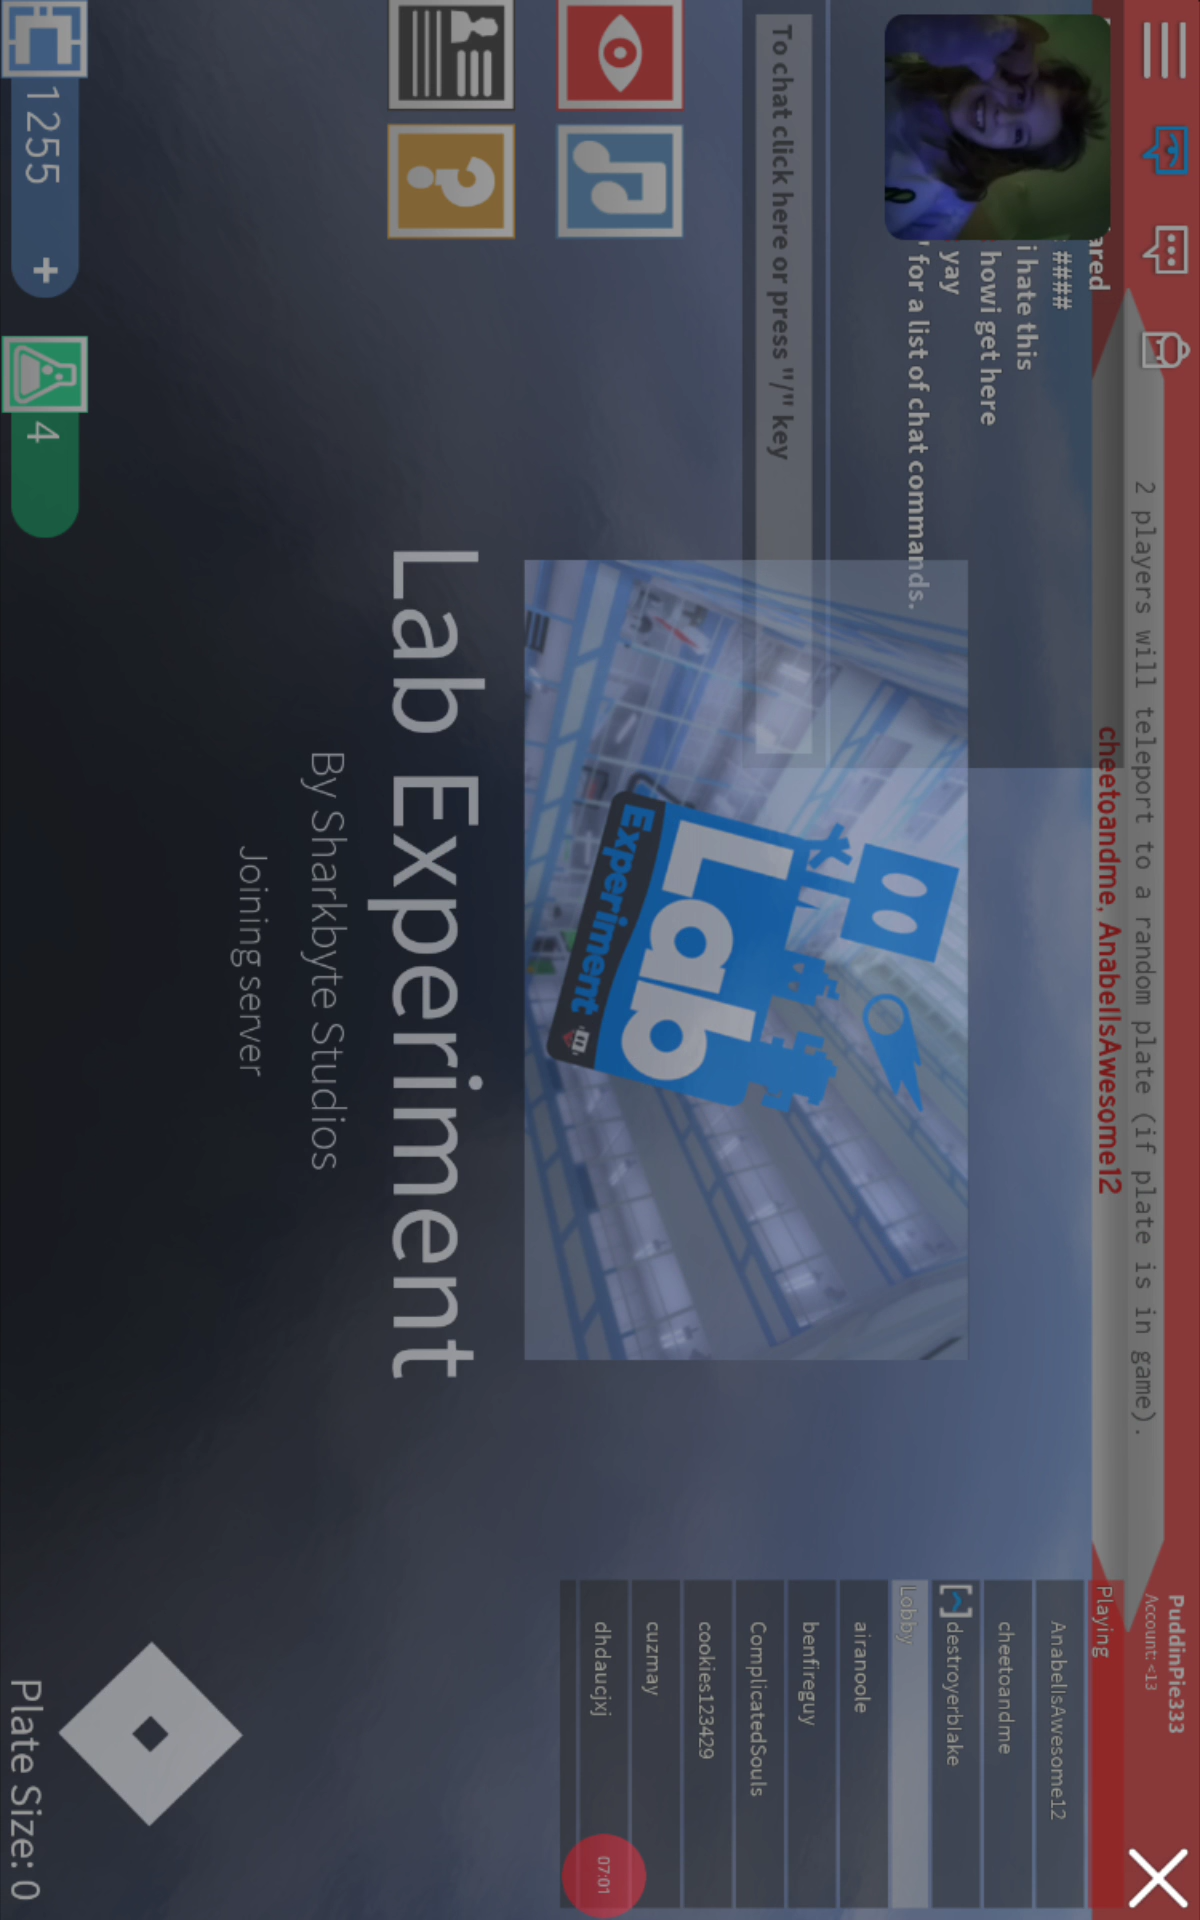 2 players will teleport to a random plate (if plate is in game).
cheetoandme, AnabellsAwesome12
PuddinPie333
Account: <13
ared
####
i hate this
howi get here
yay
for a list of chat commands.
To chat click here or press "/" key
Playing
AnabellsAwesome12
cheetoandme
destroyerblake
Lobby
airanoole
benfireguy
ComplicatedSouls
cookies123429
cuzmay
dhdaucjxj
07:01
Lab
Experiment
Lab Experiment
By Sharkbyte Studios
Joining server
1255 +
4
Plate Size: 0